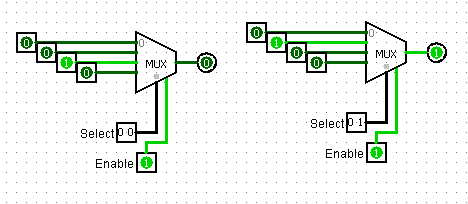 0 0 1 0 0 MUX 0
Select 0 0
Enable 1
0 1 0 0 0 MUX 1
Select 0 1
Enable 1